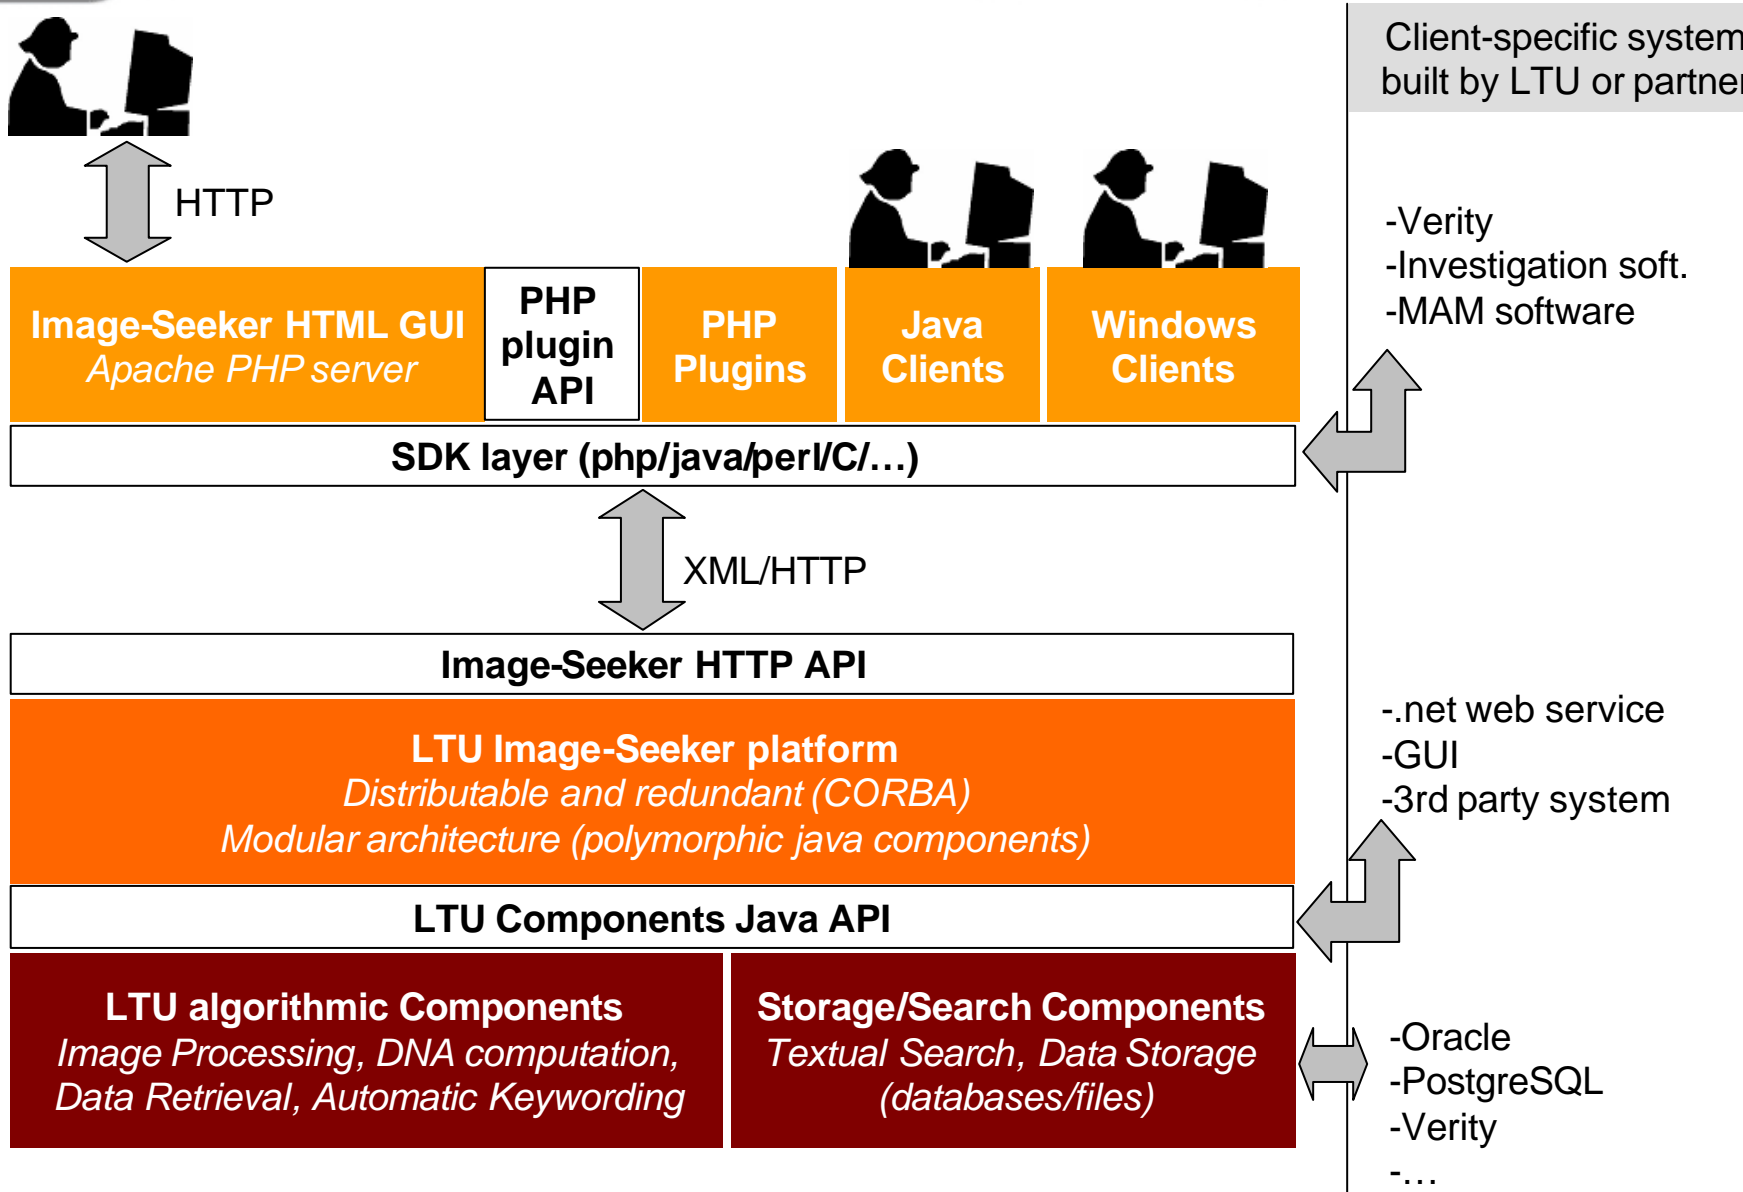 Client-specific system
built by LTU or partner
HTTP
-Verity
-Investigation soft.
-MAM software
Image-Seeker HTML GUI
Apache PHP server
PHP
plugin
API
PHP
Plugins
Java
Clients
Windows
Clients
SDK layer (php/java/perl/C/…)
XML/HTTP
Image-Seeker HTTP API
LTU Image-Seeker platform
Distributable and redundant (CORBA)
Modular architecture (polymorphic java components)
-.net web service
-GUI
-3rd party system
LTU Components Java API
LTU algorithmic Components
Image Processing, DNA computation,
Data Retrieval, Automatic Keywording
Storage/Search Components
Textual Search, Data Storage
(databases/files)
-Oracle
-PostgreSQL
-Verity
-…